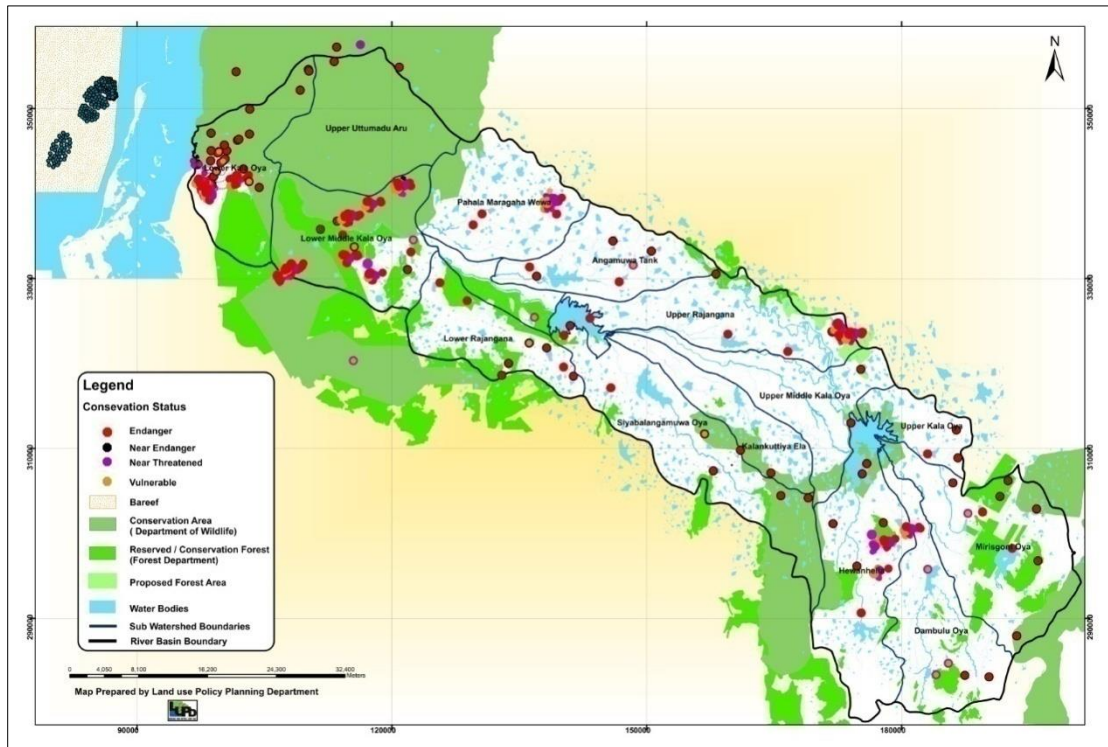 N
350000
350000
330000
330000
310000
310000
290000
290000
90000
120000
150000
180000
Upper Uttumadu Aru
Lower Kala Oya
Pahala Maragaha Wewa
Lower Middle Kala Oya
Angamuwa Tank
Upper Rajangana
Lower Rajangana
Upper Middle Kala Oya
Siyabalangamuwa Oya
Upper Kala Oya
Kalankuttiya Ela
Mirisgoni Oya
Hewanhella
Dambulu Oya
Legend
Consevation Status
Endanger
Near Endanger
Near Threatened
Vulnerable
Bareef
Conservation Area
( Department of Wildlife)
Reserved / Conservation Forest
(Forest Department)
Proposed Forest Area
Water Bodies
Sub Watershed Boundaries
River Basin Boundary
0 4,050 8,100 16,200 24,300 32,400
Meters
Map Prepared by Land use Policy Planning Department